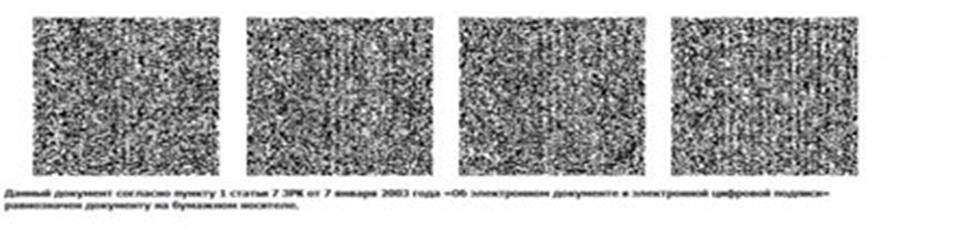 Данный документ согласно пункту 1 статьи 7 ЗРК от 7 января 2003 года «Об электронном документе и электронной цифровой подписи»
равнозначен документу на бумажном носителе.